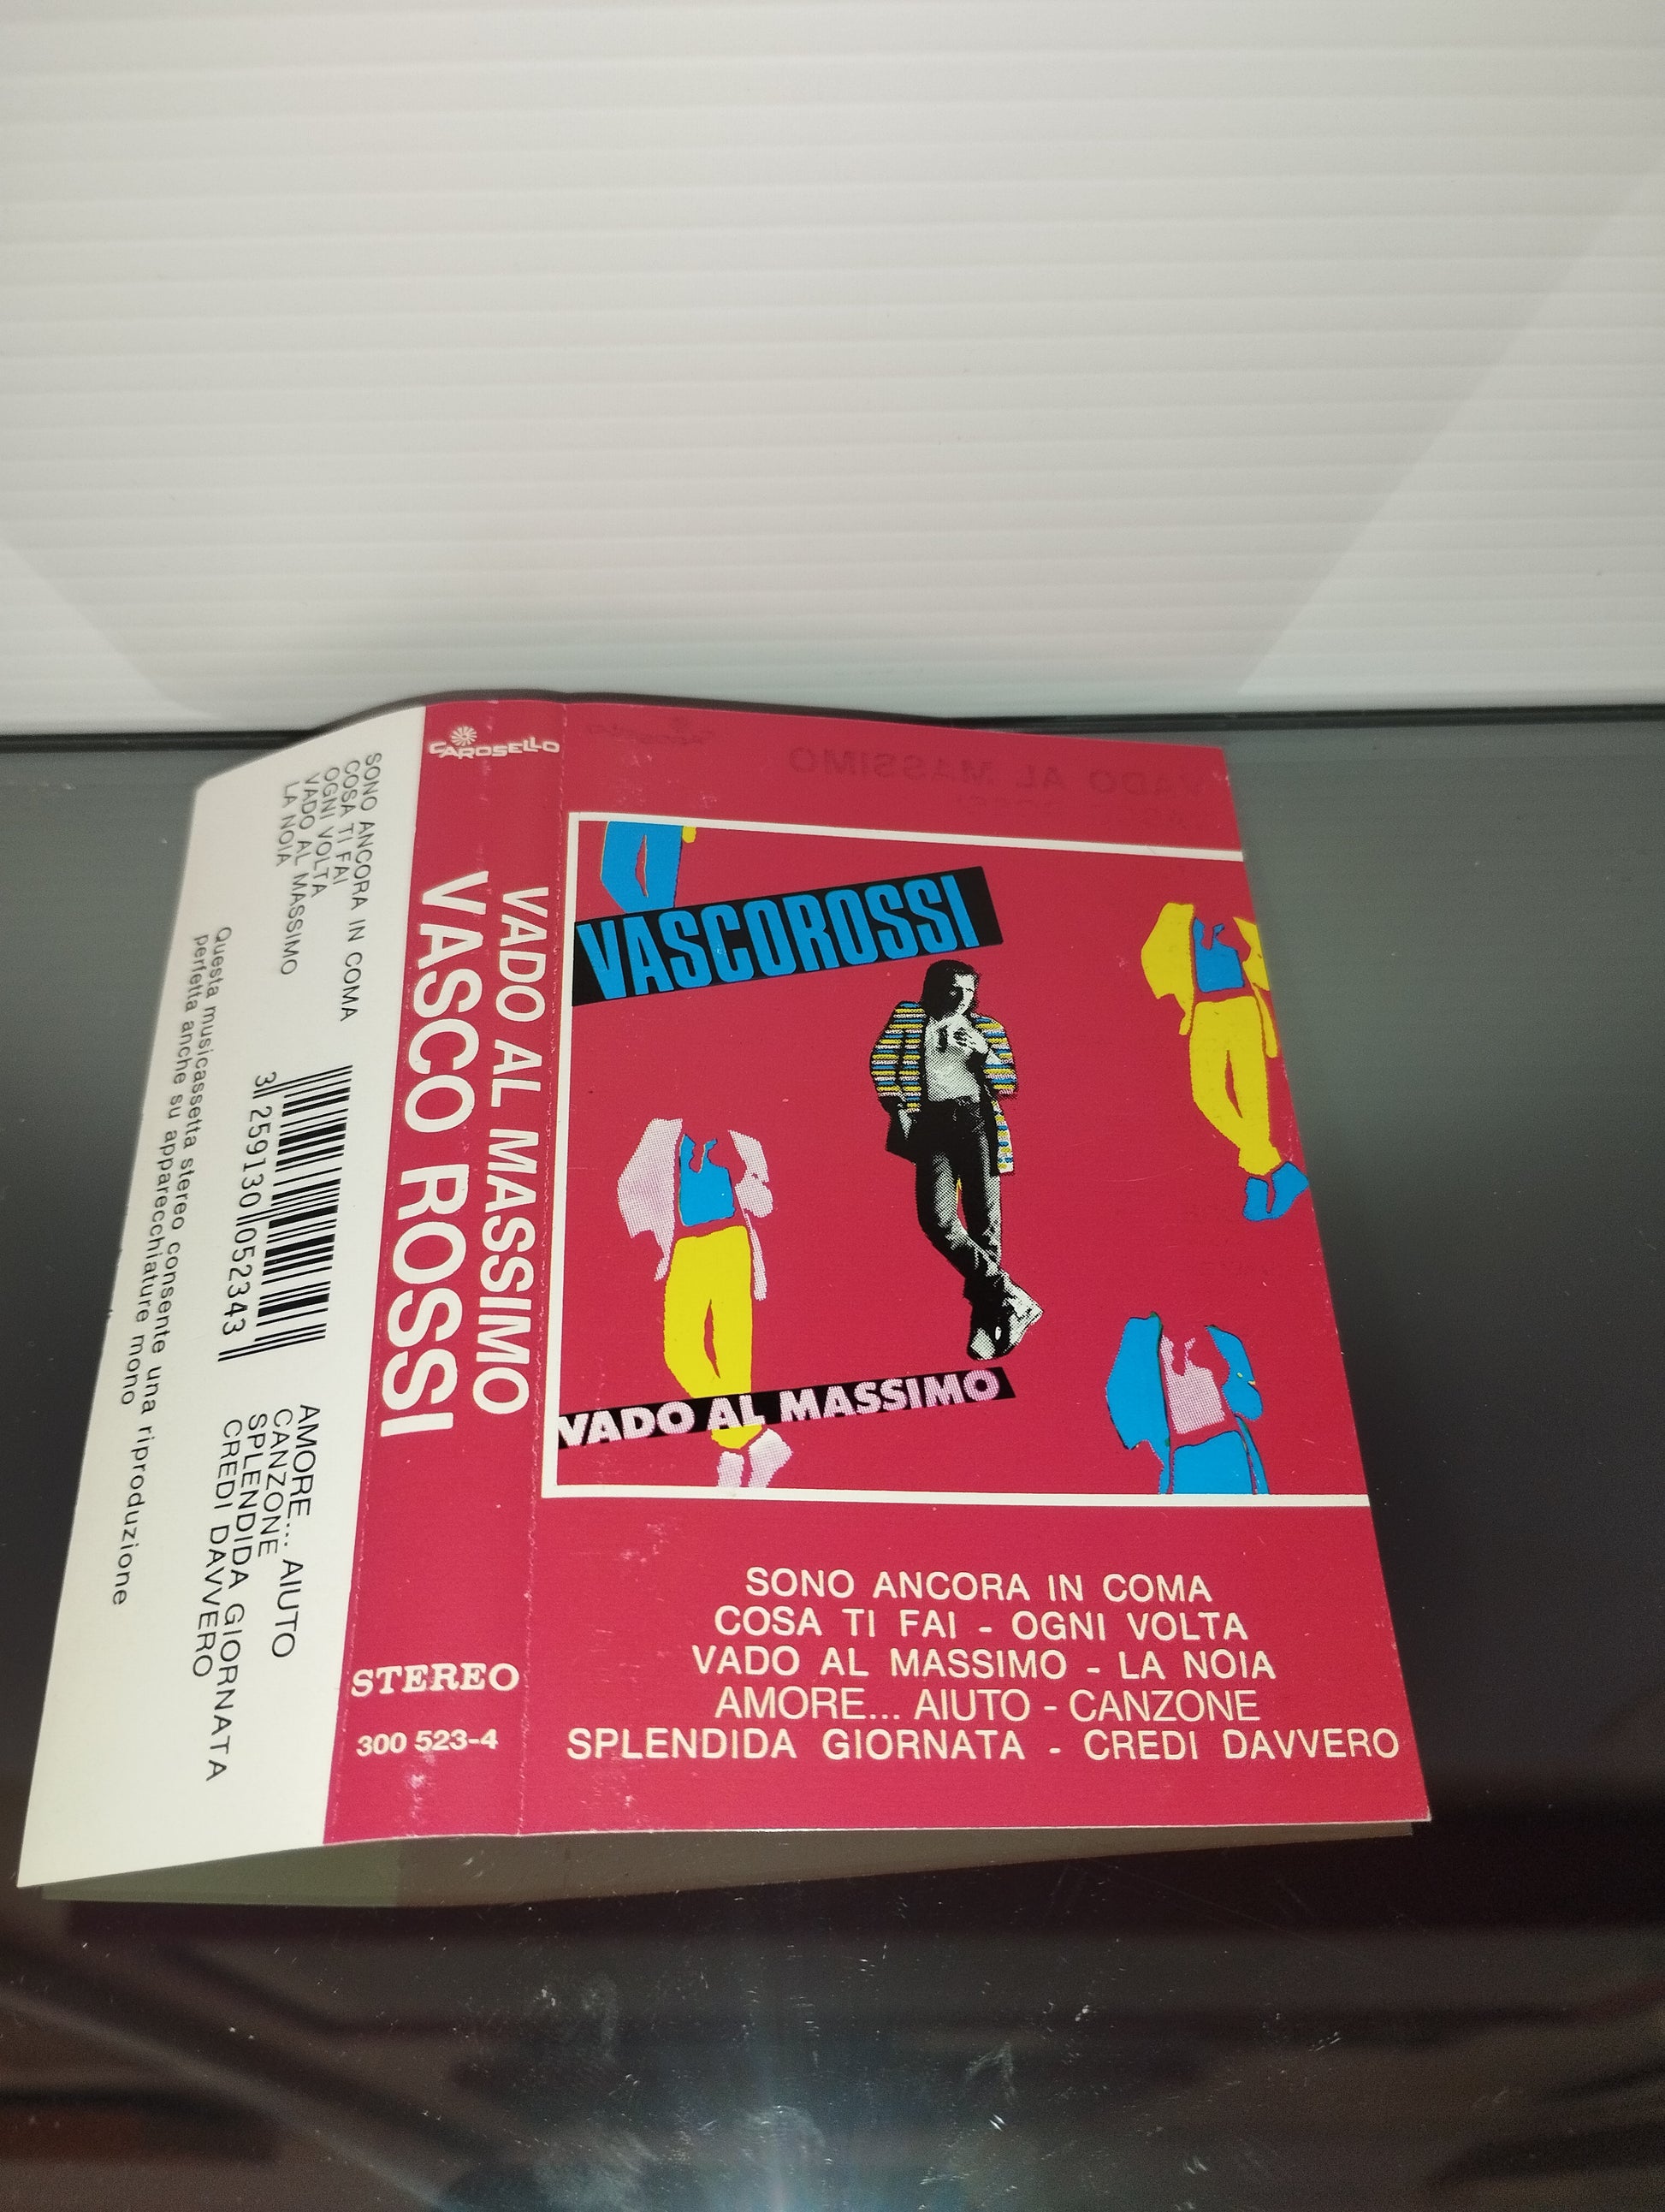 SONO ANCORA IN COMA
COSA TI FAI
OGNI VOLTA
VADO AL MASSIMO
LA NOIA
3 259130 052343
AMORE... AIUTO
CANZONE
SPLENDIDA GIORNATA
CREDI DAVVERO
Questa musicassetta stereo consente una riproduzione
perfetta anche su apparecchiature mono
CAROSELLO
VADO AL MASSIMO
VASCO ROSSI
STEREO
300 523-4
VADO AL MASSIMO
VASCOROSSI
VADO AL MASSIMO
SONO ANCORA IN COMA
COSA TI FAI - OGNI VOLTA
VADO AL MASSIMO - LA NOIA
AMORE... AIUTO - CANZONE
SPLENDIDA GIORNATA - CREDI DAVVERO